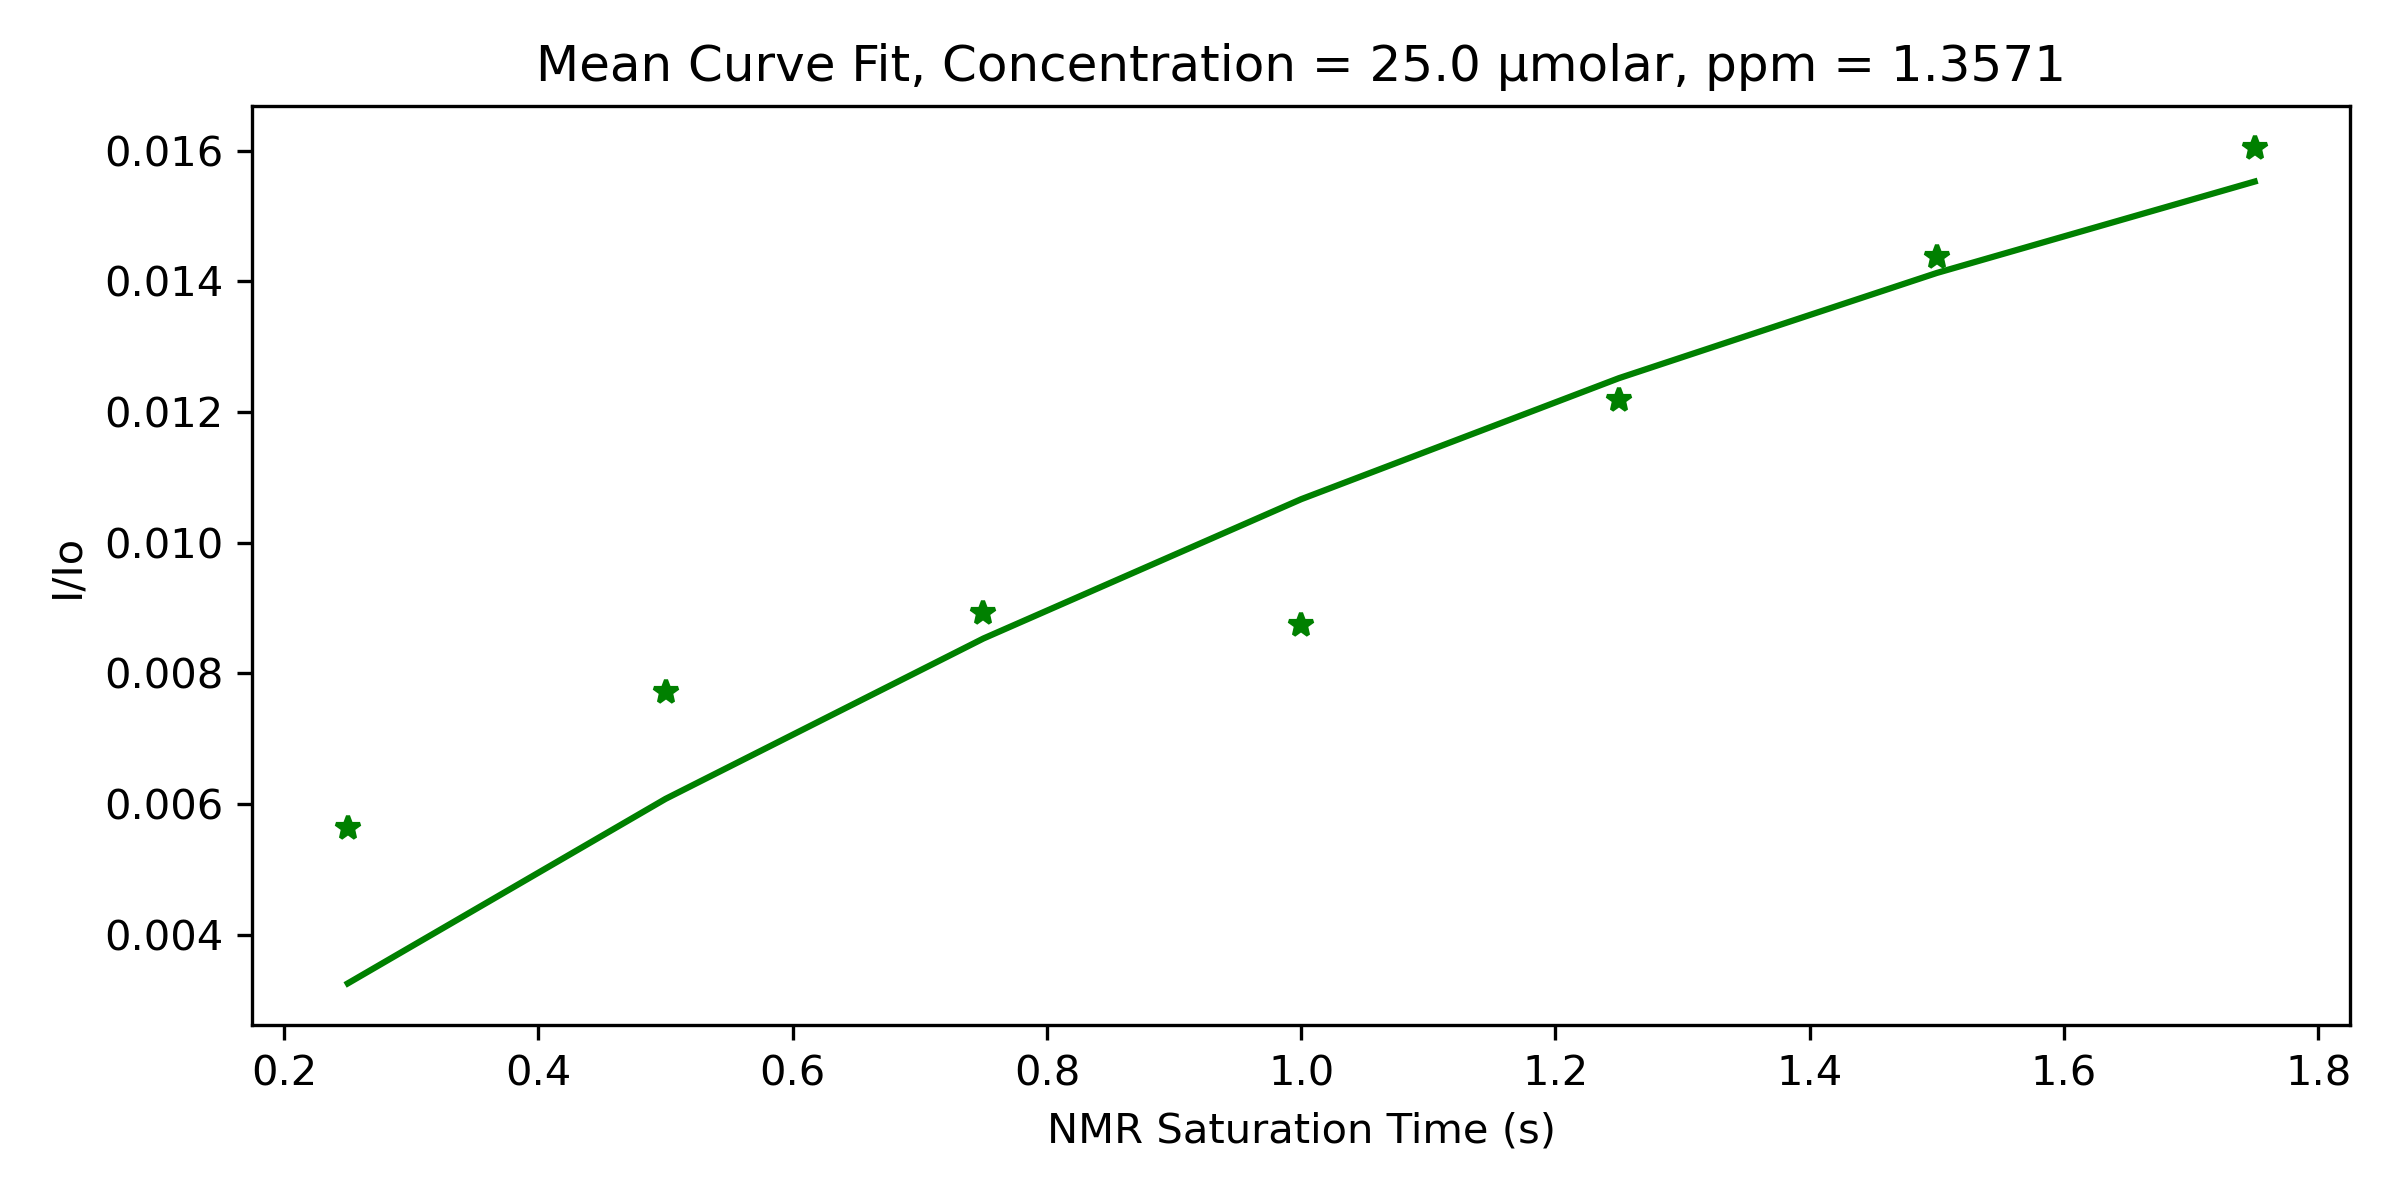 Mean Curve Fit, Concentration = 25.0 µmolar, ppm = 1.3571
0.016
0.014
0.012
0.010
0.008
0.006
0.004
I/Io
0.2 0.4 0.6 0.8 1.0 1.2 1.4 1.6 1.8
NMR Saturation Time (s)